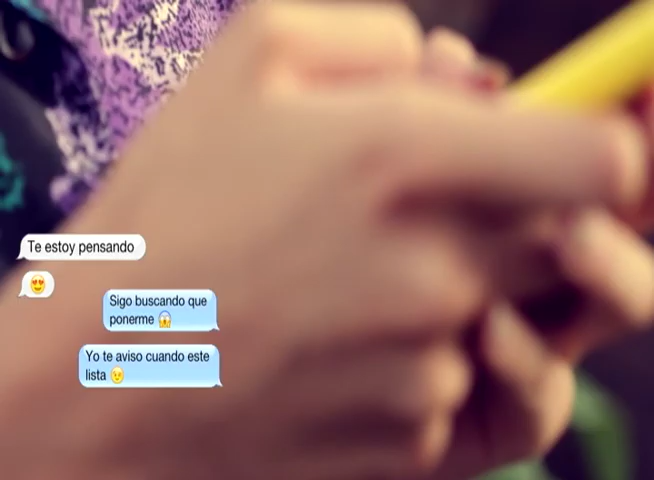 Te estoy pensando
😍
Sigo buscando que
ponerme 😱
Yo te aviso cuando este
lista 😉